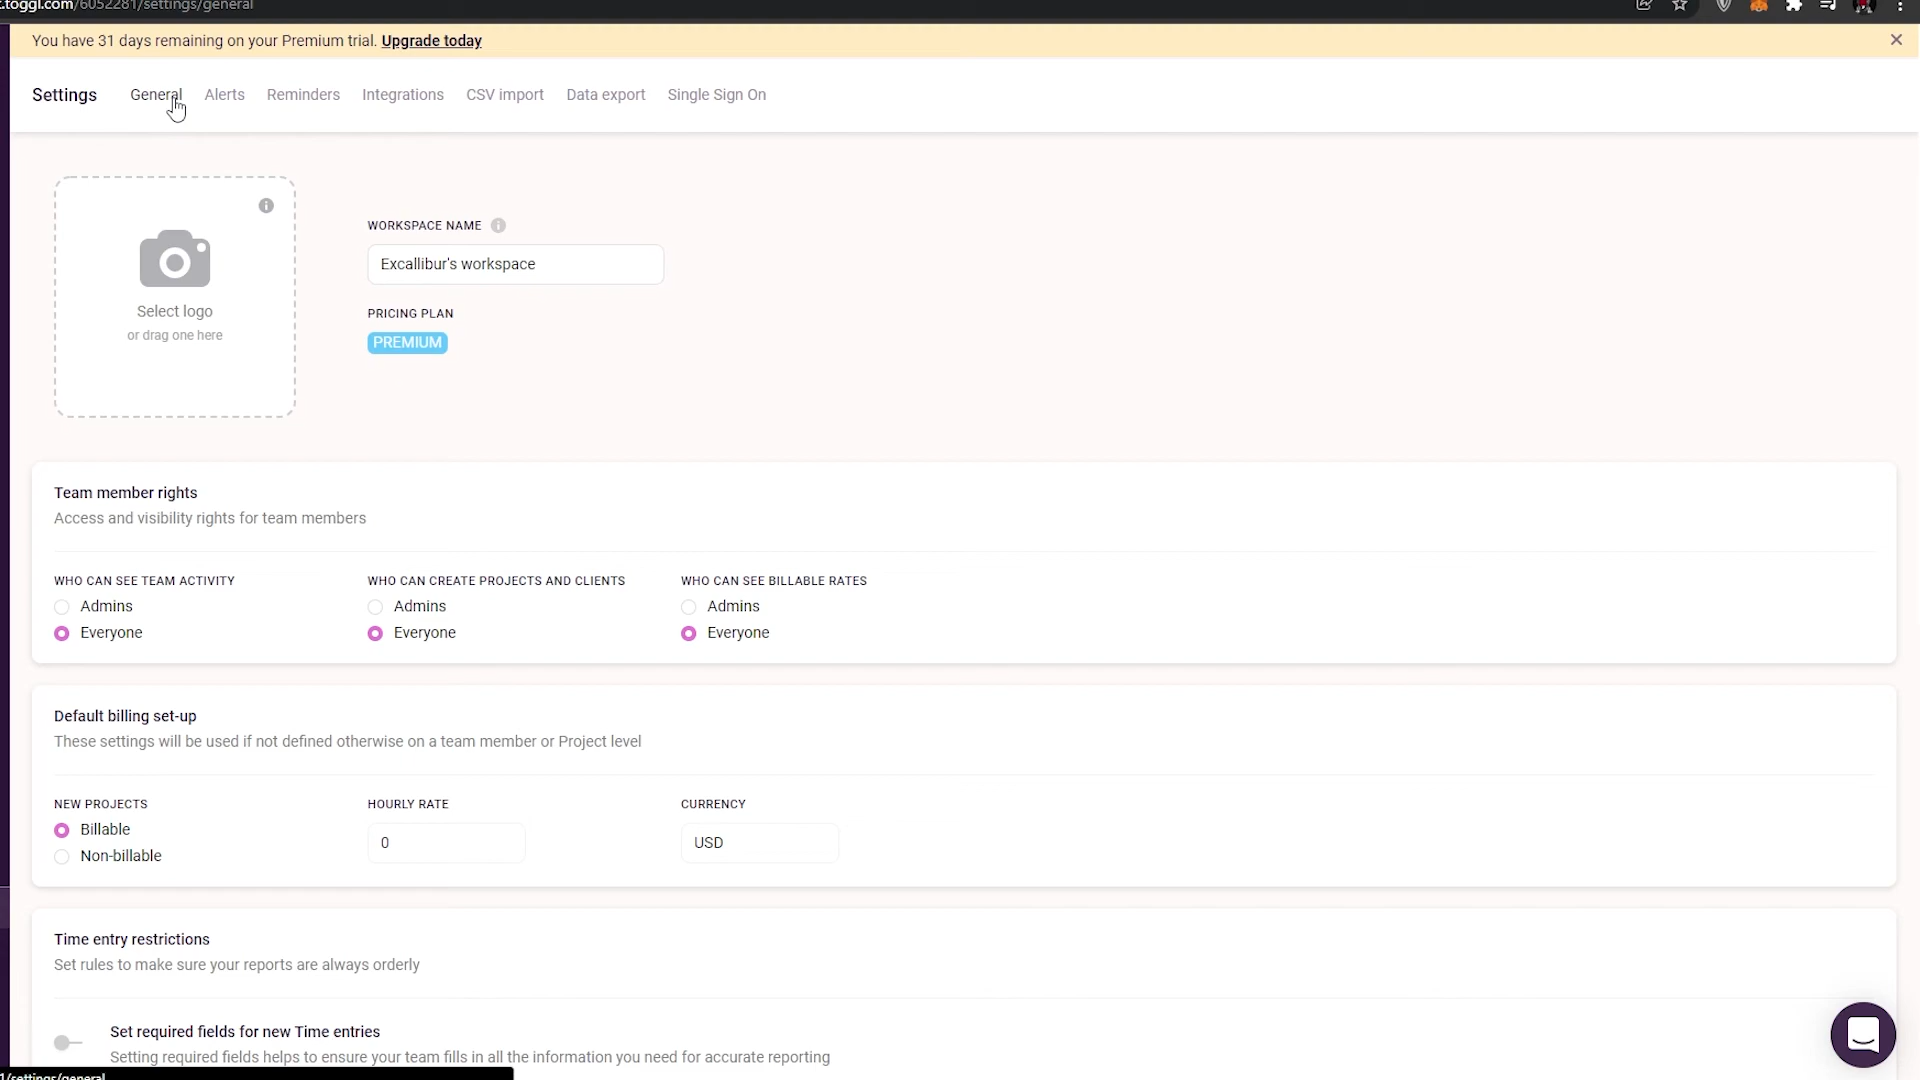 t.toggl.com/6052281/settings/general
You have 31 days remaining on your Premium trial. Upgrade today
Settings General Alerts Reminders Integrations CSV import Data export Single Sign On
Select logo
or drag one here
WORKSPACE NAME
Excallibur's workspace
PRICING PLAN
PREMIUM
Team member rights
Access and visibility rights for team members
WHO CAN SEE TEAM ACTIVITY WHO CAN CREATE PROJECTS AND CLIENTS WHO CAN SEE BILLABLE RATES
Admins Admins Admins
Everyone Everyone Everyone
Default billing set-up
These settings will be used if not defined otherwise on a team member or Project level
NEW PROJECTS HOURLY RATE CURRENCY
Billable
0 USD
Non-billable
Time entry restrictions
Set rules to make sure your reports are always orderly
Set required fields for new Time entries
Setting required fields helps to ensure your team fills in all the information you need for accurate reporting
1/settings/general